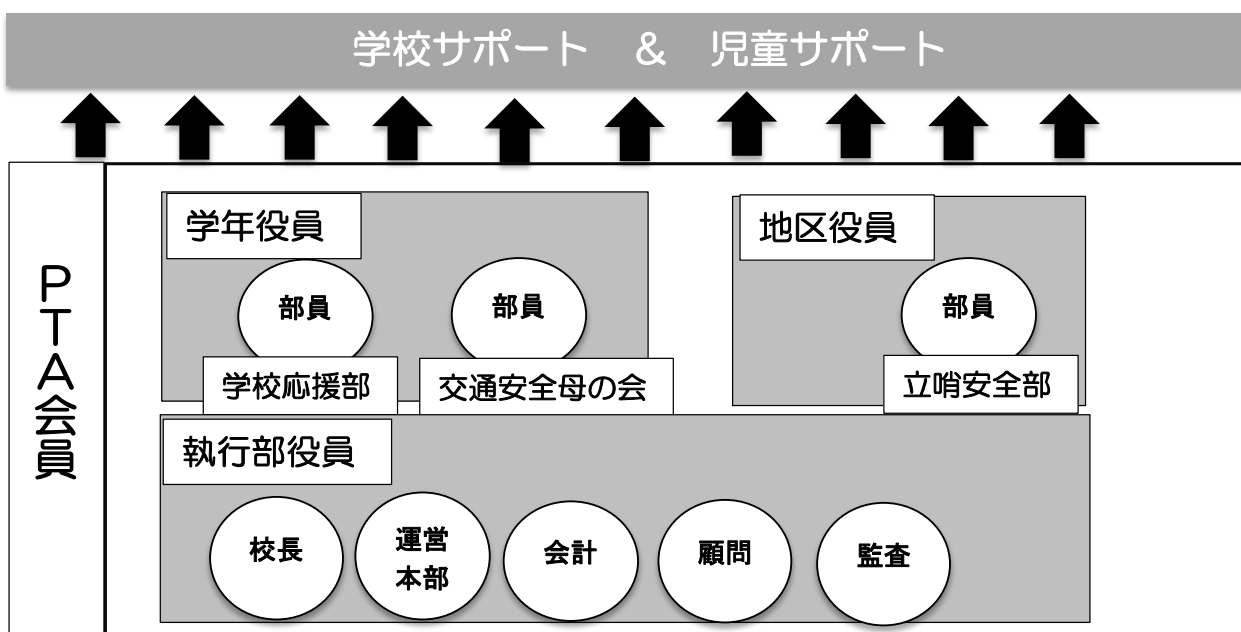 学校サポート　&　児童サポート
PTA会員
学年役員
部員
部員
学校応援部
交通安全母の会
地区役員
部員
立哨安全部
執行部役員
校長
運営
本部
会計
顧問
監査